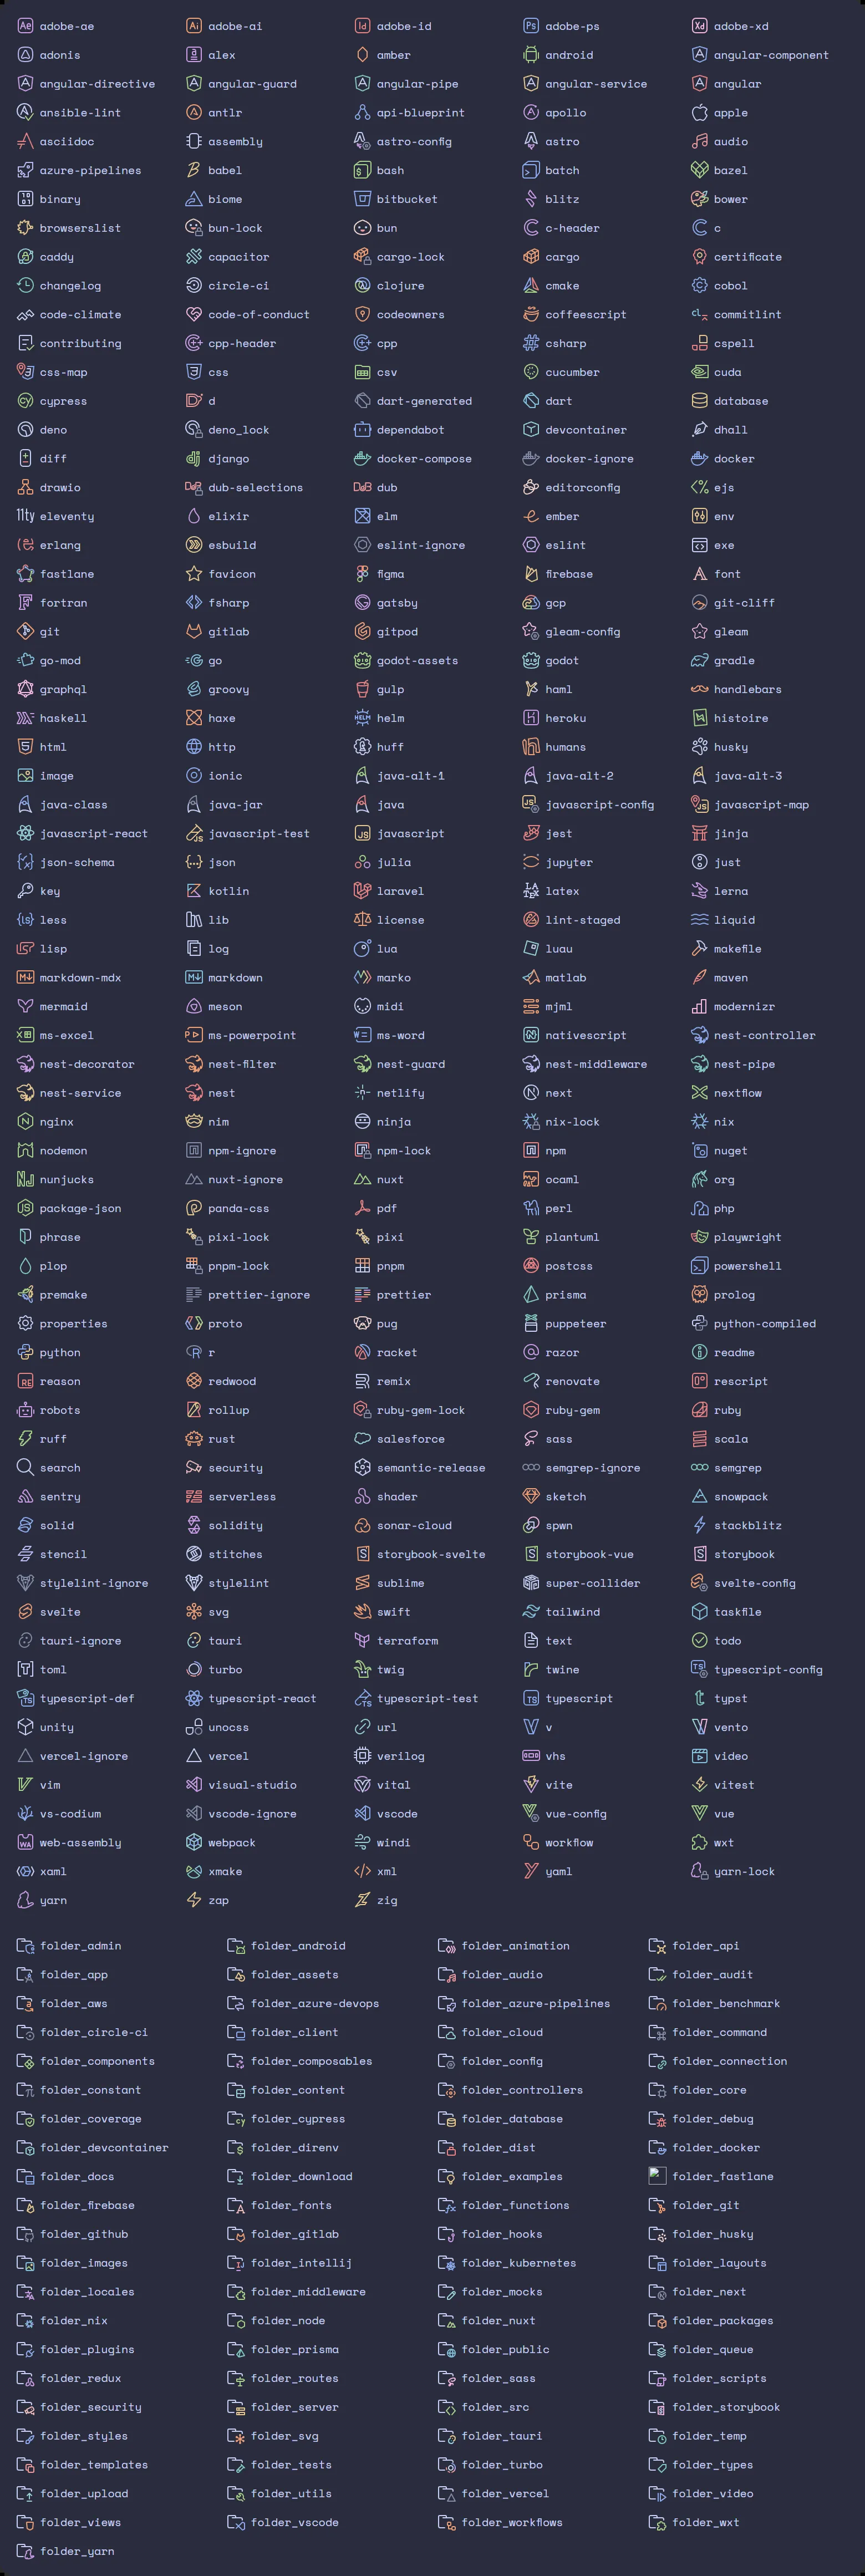 adobe-ae adobe-ai adobe-id adobe-ps adobe-xd
adonis alex amber android angular-component
angular-directive angular-guard angular-pipe angular-service angular
ansible-lint antlr api-blueprint apollo apple
asciidoc assembly astro-config astro audio
azure-pipelines babel bash batch bazel
binary biome bitbucket blitz bower
browserslist bun-lock bun c-header c
caddy capacitor cargo-lock cargo certificate
changelog circle-ci clojure cmake cobol
code-climate code-of-conduct codeowners coffeescript commitlint
contributing cpp-header cpp csharp cspell
css-map css csv cucumber cuda
cypress d dart-generated dart database
deno deno_lock dependabot devcontainer dhall
diff django docker-compose docker-ignore docker
drawio dub-selections dub editorconfig ejs
eleventy elixir elm ember env
erlang esbuild eslint-ignore eslint exe
fastlane favicon figma firebase font
fortran fsharp gatsby gcp git-cliff
git gitlab gitpod gleam-config gleam
go-mod go godot-assets godot gradle
graphql groovy gulp haml handlebars
haskell haxe helm heroku histoire
html http huff humans husky
image ionic java-alt-1 java-alt-2 java-alt-3
java-class java-jar java javascript-config javascript-map
javascript-react javascript-test javascript jest jinja
json-schema json julia jupyter just
key kotlin laravel latex lerna
less lib license lint-staged liquid
lisp log lua luau makefile
markdown-mdx markdown marko matlab maven
mermaid meson midi mjml modernizr
ms-excel ms-powerpoint ms-word nativescript nest-controller
nest-decorator nest-filter nest-guard nest-middleware nest-pipe
nest-service nest netlify next nextflow
nginx nim ninja nix-lock nix
nodemon npm-ignore npm-lock npm nuget
nunjucks nuxt-ignore nuxt ocaml org
package-json panda-css pdf perl php
phrase pixi-lock pixi plantuml playwright
plop pnpm-lock pnpm postcss powershell
premake prettier-ignore prettier prisma prolog
properties proto pug puppeteer python-compiled
python r racket razor readme
reason redwood remix renovate rescript
robots rollup ruby-gem-lock ruby-gem ruby
ruff rust salesforce sass scala
search security semantic-release semgrep-ignore semgrep
sentry serverless shader sketch snowpack
solid solidity sonar-cloud spwn stackblitz
stencil stitches storybook-svelte storybook-vue storybook
stylelint-ignore stylelint sublime super-collider svelte-config
svelte svg swift tailwind taskfile
tauri-ignore tauri terraform text todo
toml turbo twig twine typescript-config
typescript-def typescript-react typescript-test typescript typst
unity unocss url v vento
vercel-ignore vercel verilog vhs video
vim visual-studio vital vite vitest
vs-codium vscode-ignore vscode vue-config vue
web-assembly webpack windi workflow wxt
xaml xmake xml yaml yarn-lock
yarn zap zig
folder_admin folder_android folder_animation folder_api
folder_app folder_assets folder_audio folder_audit
folder_aws folder_azure-devops folder_azure-pipelines folder_benchmark
folder_circle-ci folder_client folder_cloud folder_command
folder_components folder_composables folder_config folder_connection
folder_constant folder_content folder_controllers folder_core
folder_coverage folder_cypress folder_database folder_debug
folder_devcontainer folder_direnv folder_dist folder_docker
folder_docs folder_download folder_examples folder_fastlane
folder_firebase folder_fonts folder_functions folder_git
folder_github folder_gitlab folder_hooks folder_husky
folder_images folder_intellij folder_kubernetes folder_layouts
folder_locales folder_middleware folder_mocks folder_next
folder_nix folder_node folder_nuxt folder_packages
folder_plugins folder_prisma folder_public folder_queue
folder_redux folder_routes folder_sass folder_scripts
folder_security folder_server folder_src folder_storybook
folder_styles folder_svg folder_tauri folder_temp
folder_templates folder_tests folder_turbo folder_types
folder_upload folder_utils folder_vercel folder_video
folder_views folder_vscode folder_workflows folder_wxt
folder_yarn